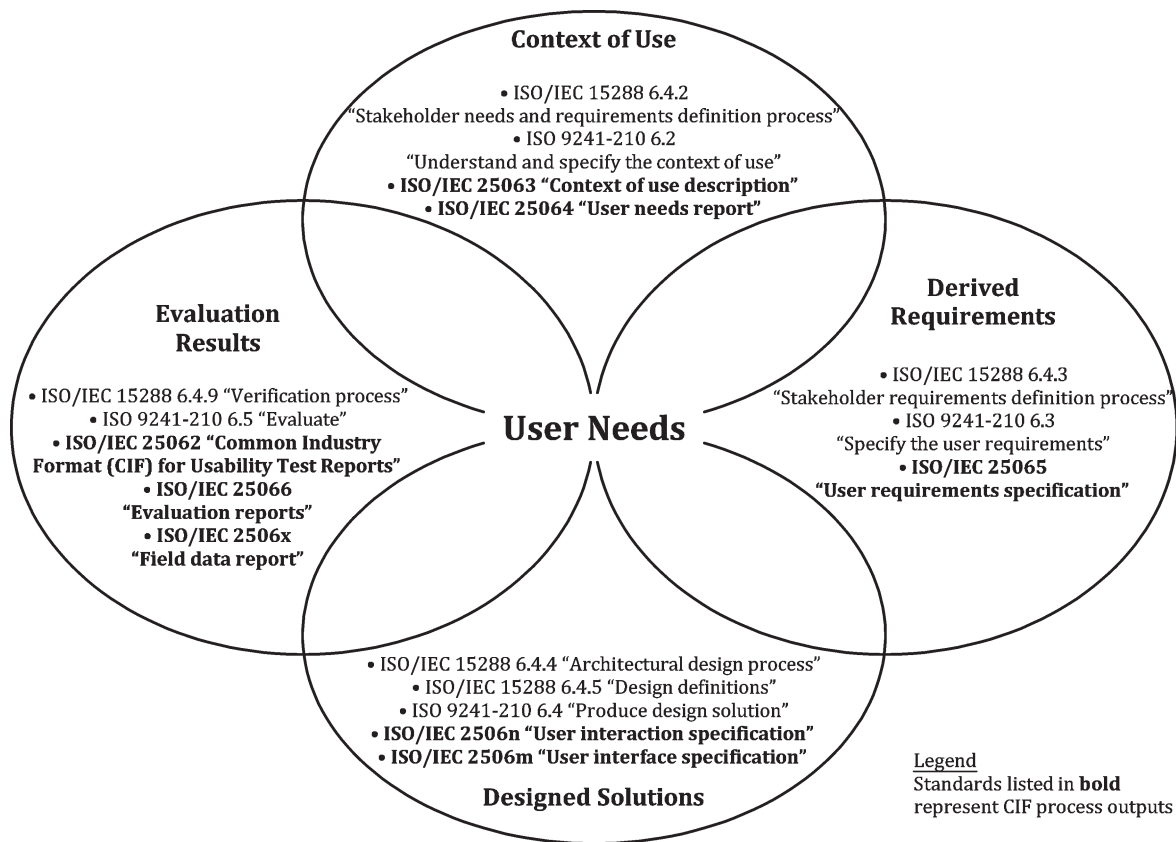 Context of Use
• ISO/IEC 15288 6.4.2
“Stakeholder needs and requirements definition process”
• ISO 9241-210 6.2
“Understand and specify the context of use”
• ISO/IEC 25063 “Context of use description”
• ISO/IEC 25064 “User needs report”
Evaluation
Results
• ISO/IEC 15288 6.4.9 “Verification process”
• ISO 9241-210 6.5 “Evaluate”
• ISO/IEC 25062 “Common Industry
Format (CIF) for Usability Test Reports”
• ISO/IEC 25066
“Evaluation reports”
• ISO/IEC 2506x
“Field data report”
User Needs
Derived
Requirements
• ISO/IEC 15288 6.4.3
“Stakeholder requirements definition process”
• ISO 9241-210 6.3
“Specify the user requirements”
• ISO/IEC 25065
“User requirements specification”
• ISO/IEC 15288 6.4.4 “Architectural design process”
• ISO/IEC 15288 6.4.5 “Design definitions”
• ISO 9241-210 6.4 “Produce design solution”
• ISO/IEC 2506n “User interaction specification”
• ISO/IEC 2506m “User interface specification”
Designed Solutions
Legend
Standards listed in bold
represent CIF process outputs